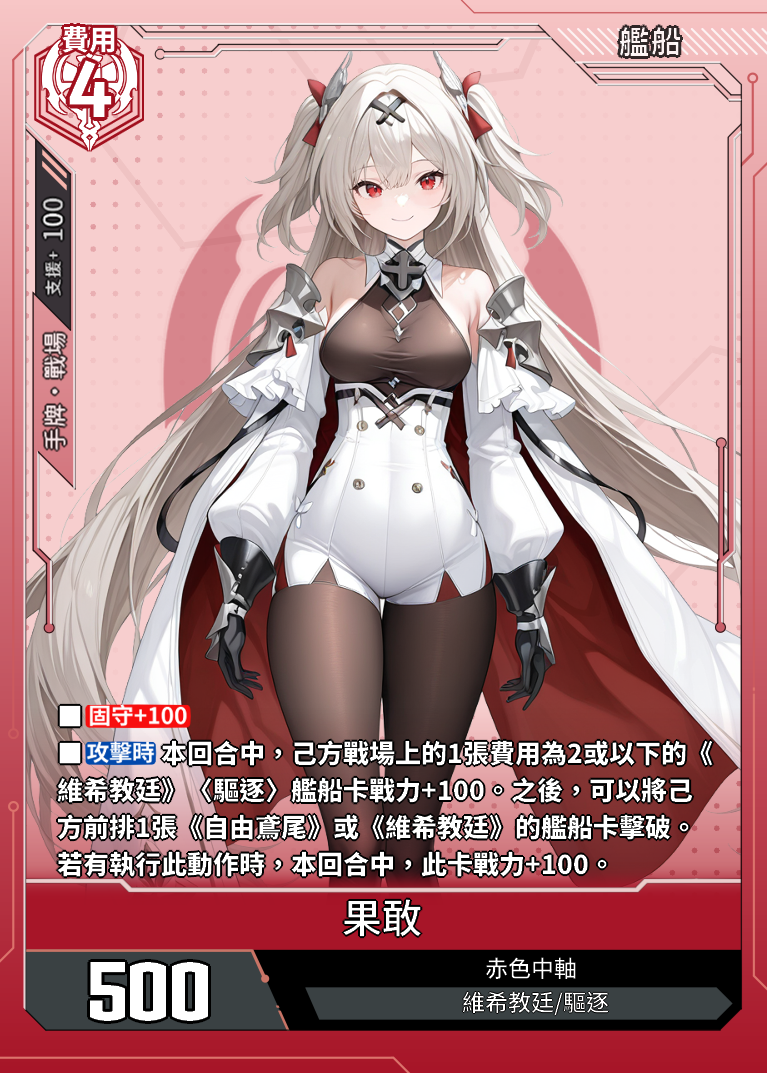 費用
4
艦船
支援+ 100
手牌・戰場
■ 固守+100
■ 攻擊時 本回合中，己方戰場上的1張費用為2或以下的《
維希教廷》〈驅逐〉艦船卡戰力+100。之後，可以將己
方前排1張《自由鳶尾》或《維希教廷》的艦船卡擊破。
若有執行此動作時，本回合中，此卡戰力+100。
果敢
500
赤色中軸
維希教廷/驅逐